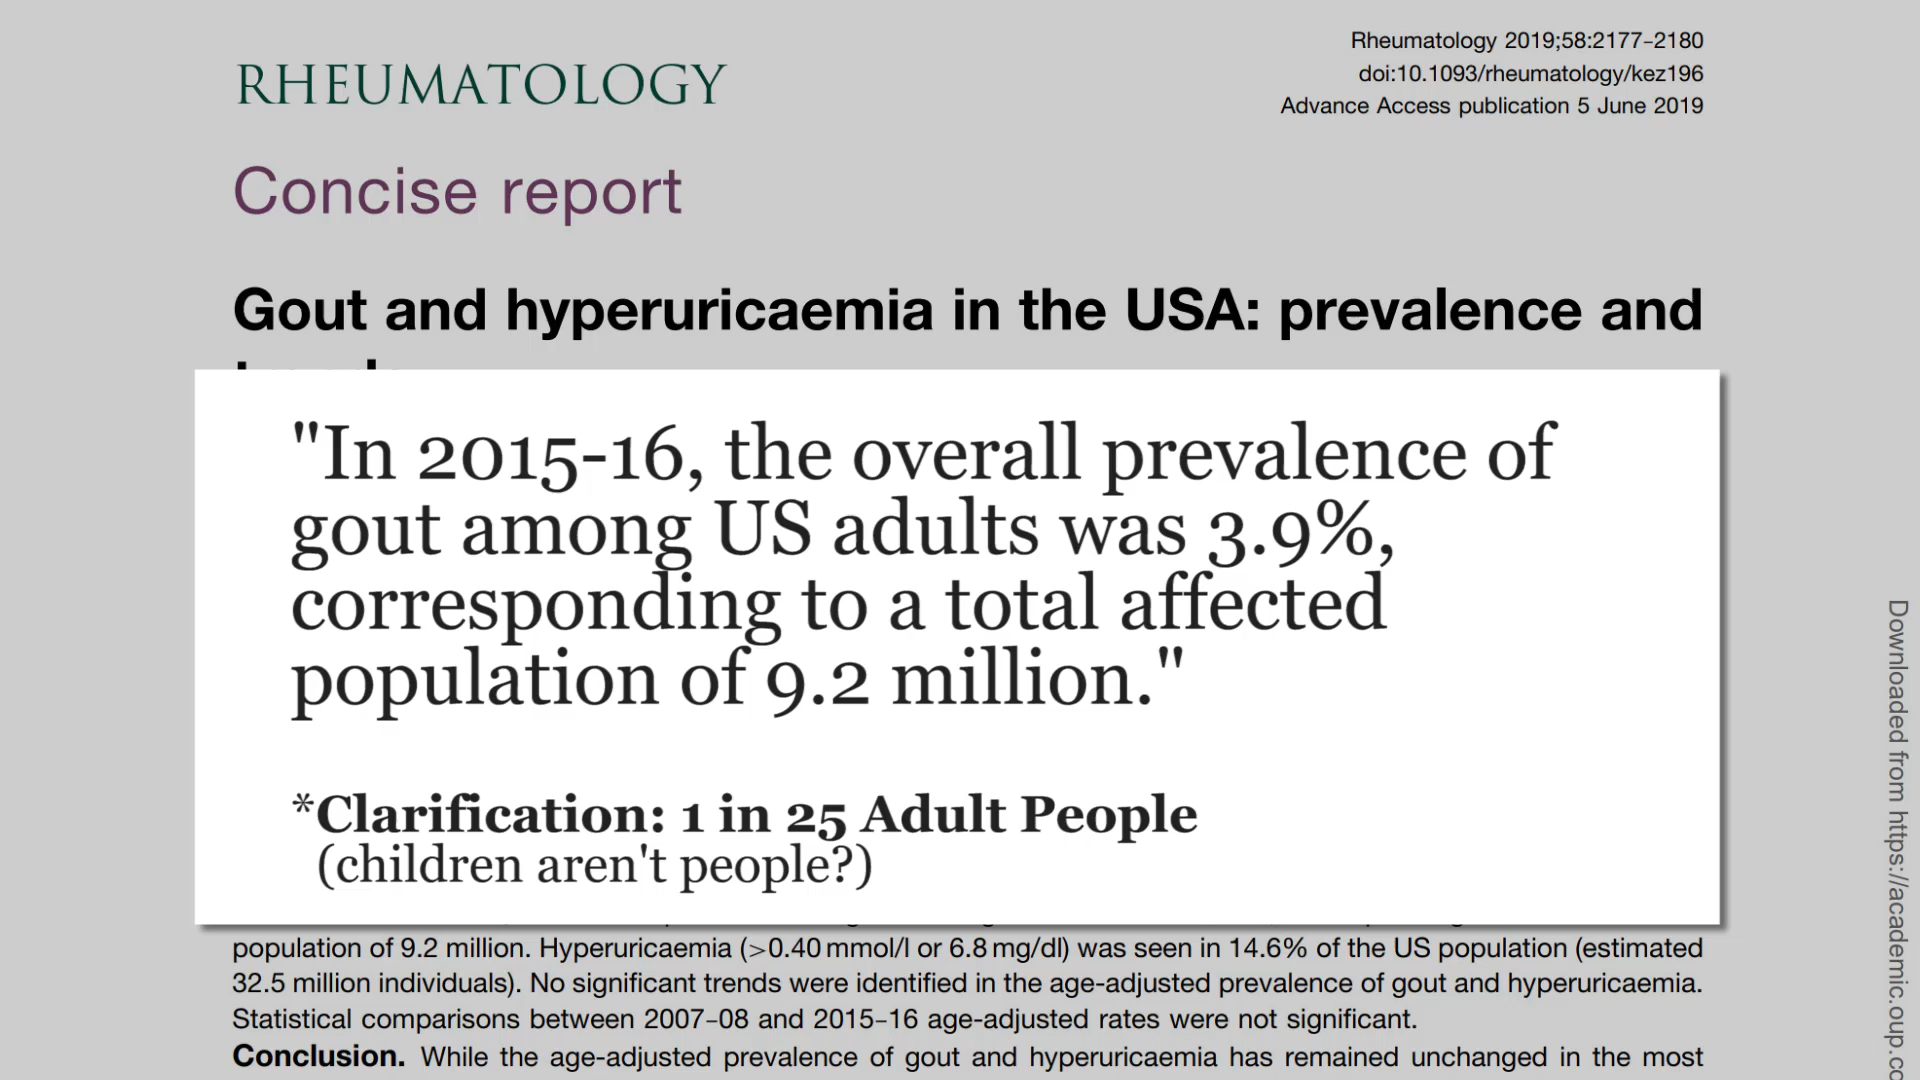 RHEUMATOLOGY
Rheumatology 2019;58:2177–2180
doi:10.1093/rheumatology/kez196
Advance Access publication 5 June 2019
Concise report
Gout and hyperuricaemia in the USA: prevalence and
"In 2015-16, the overall prevalence of
gout among US adults was 3.9%,
corresponding to a total affected
population of 9.2 million."
*Clarification: 1 in 25 Adult People
(children aren't people?)
population of 9.2 million. Hyperuricaemia (>0.40 mmol/l or 6.8 mg/dl) was seen in 14.6% of the US population (estimated
32.5 million individuals). No significant trends were identified in the age-adjusted prevalence of gout and hyperuricaemia.
Statistical comparisons between 2007–08 and 2015–16 age-adjusted rates were not significant.
Conclusion. While the age-adjusted prevalence of gout and hyperuricaemia has remained unchanged in the most
Downloaded from https://academic.oup.c